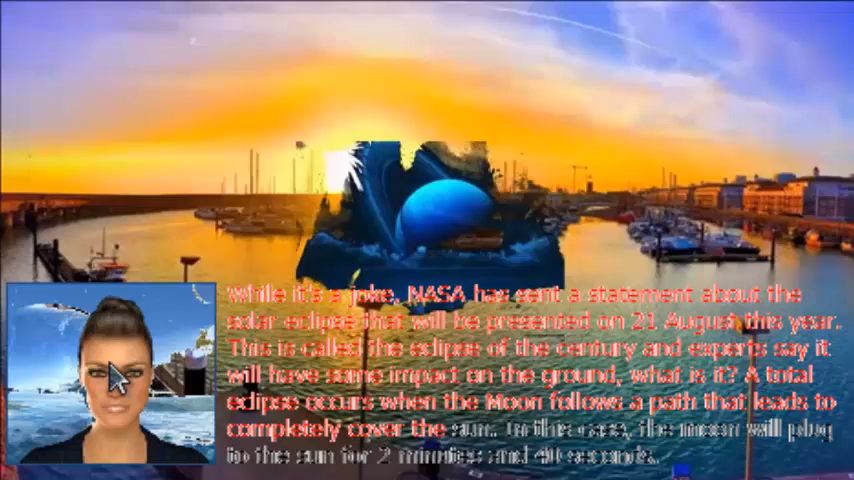 While it's a joke, NASA has sent a statement about the
solar eclipse that will be presented on 21 August this year.
This is called the eclipse of the century and experts say it
will have some impact on the ground, what is it? A total
eclipse occurs when the Moon follows a path that leads to
completely cover the sun. In this case, the moon will plug
to the sun for 2 minutes and 40 seconds.